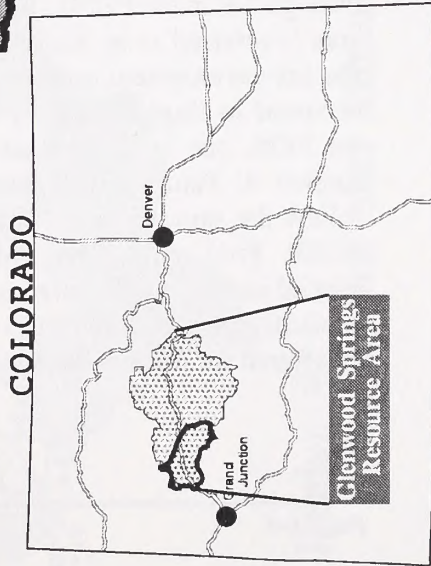 COLORADO
Denver
Grand
Junction
Glenwood Springs
Resource Area